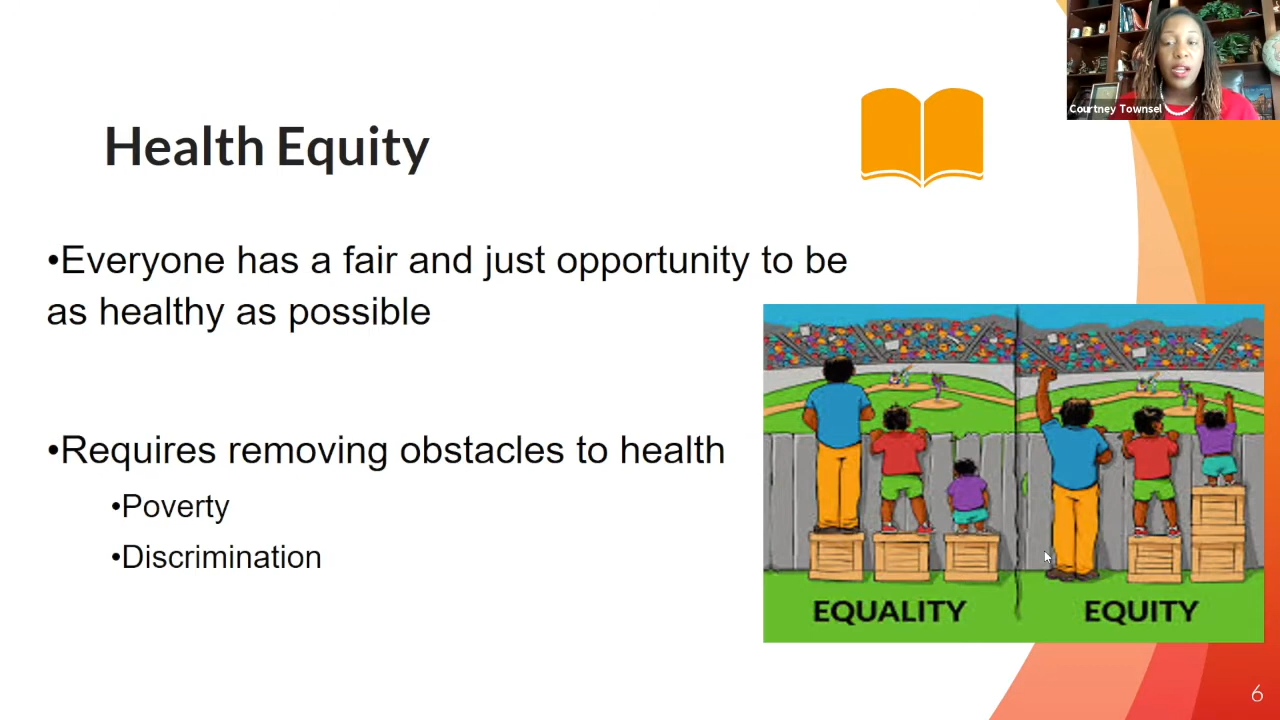 Courtney Townsel
Health Equity
•Everyone has a fair and just opportunity to be
as healthy as possible
•Requires removing obstacles to health
•Poverty
•Discrimination
EQUALITY
EQUITY
6